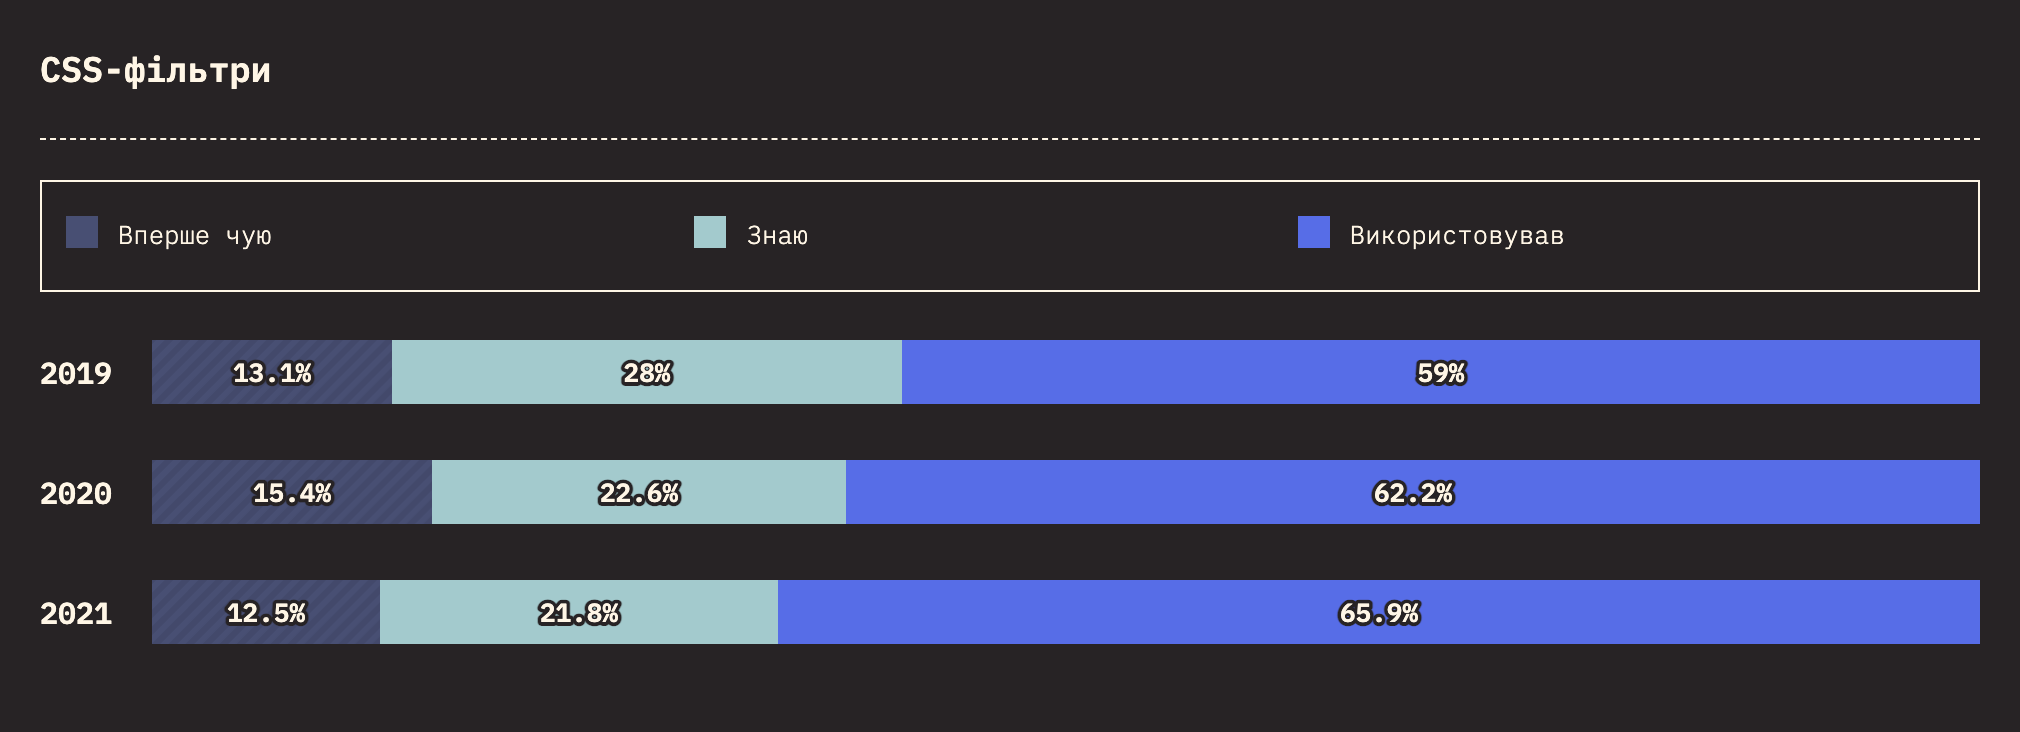 CSS-фільтри
Вперше чую Знаю Використовував
2019 13.1% 28% 59%
2020 15.4% 22.6% 62.2%
2021 12.5% 21.8% 65.9%